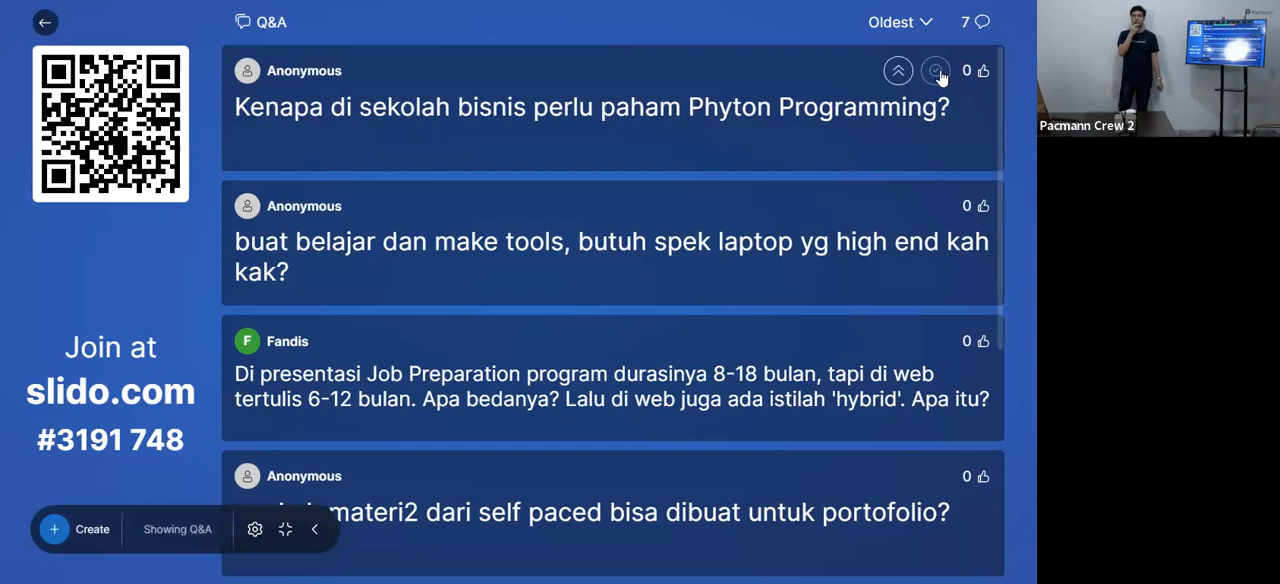 Q&A
Oldest
7
Anonymous
0
Kenapa di sekolah bisnis perlu paham Phyton Programming?
Anonymous
0
buat belajar dan make tools, butuh spek laptop yg high end kah
kak?
Fandis
F
0
Di presentasi Job Preparation program durasinya 8-18 bulan, tapi di web
tertulis 6-12 bulan. Apa bedanya? Lalu di web juga ada istilah 'hybrid'. Apa itu?
Anonymous
0
materi2 dari self paced bisa dibuat untuk portofolio?
Join at
slido.com
#3191 748
Create
Showing Q&A
Pacmann
Pacmann Crew 2